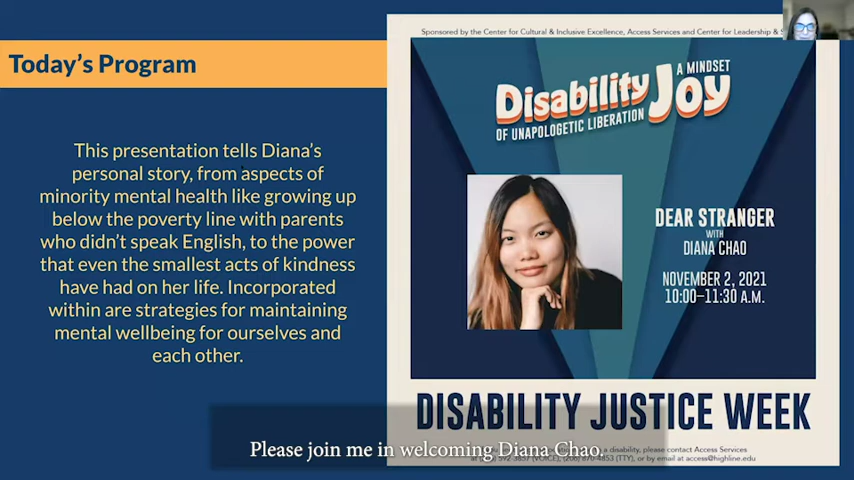 Today's Program
This presentation tells Diana's
personal story, from aspects of
minority mental health like growing up
below the poverty line with parents
who didn't speak English, to the power
that even the smallest acts of kindness
have had on her life. Incorporated
within are strategies for maintaining
mental wellbeing for ourselves and
each other.
Sponsored by the Center for Cultural & Inclusive Excellence, Access Services and Center for Leadership &
Disability Joy
A MINDSET
OF UNAPOLOGETIC LIBERATION
DEAR STRANGER
WITH
DIANA CHAO
NOVEMBER 2, 2021
10:00–11:30 A.M.
DISABILITY JUSTICE WEEK
a disability, please contact Access Services
(VOICE), (TTY), or by email at access@highline.edu
Please join me in welcoming Diana Chao.